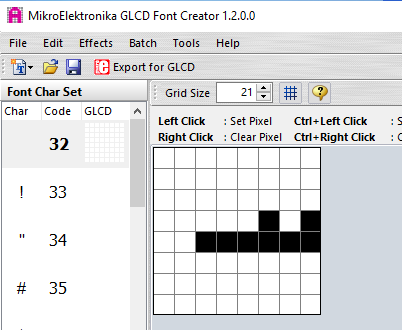 MikroElektronika GLCD Font Creator 1.2.0.0
File Edit Effects Batch Tools Help
Export for GLCD
Font Char Set
Grid Size 21
Char Code GLCD
Left Click : Set Pixel Ctrl+Left Click : S
Right Click : Clear Pixel Ctrl+Right Click :
32
! 33
" 34
# 35